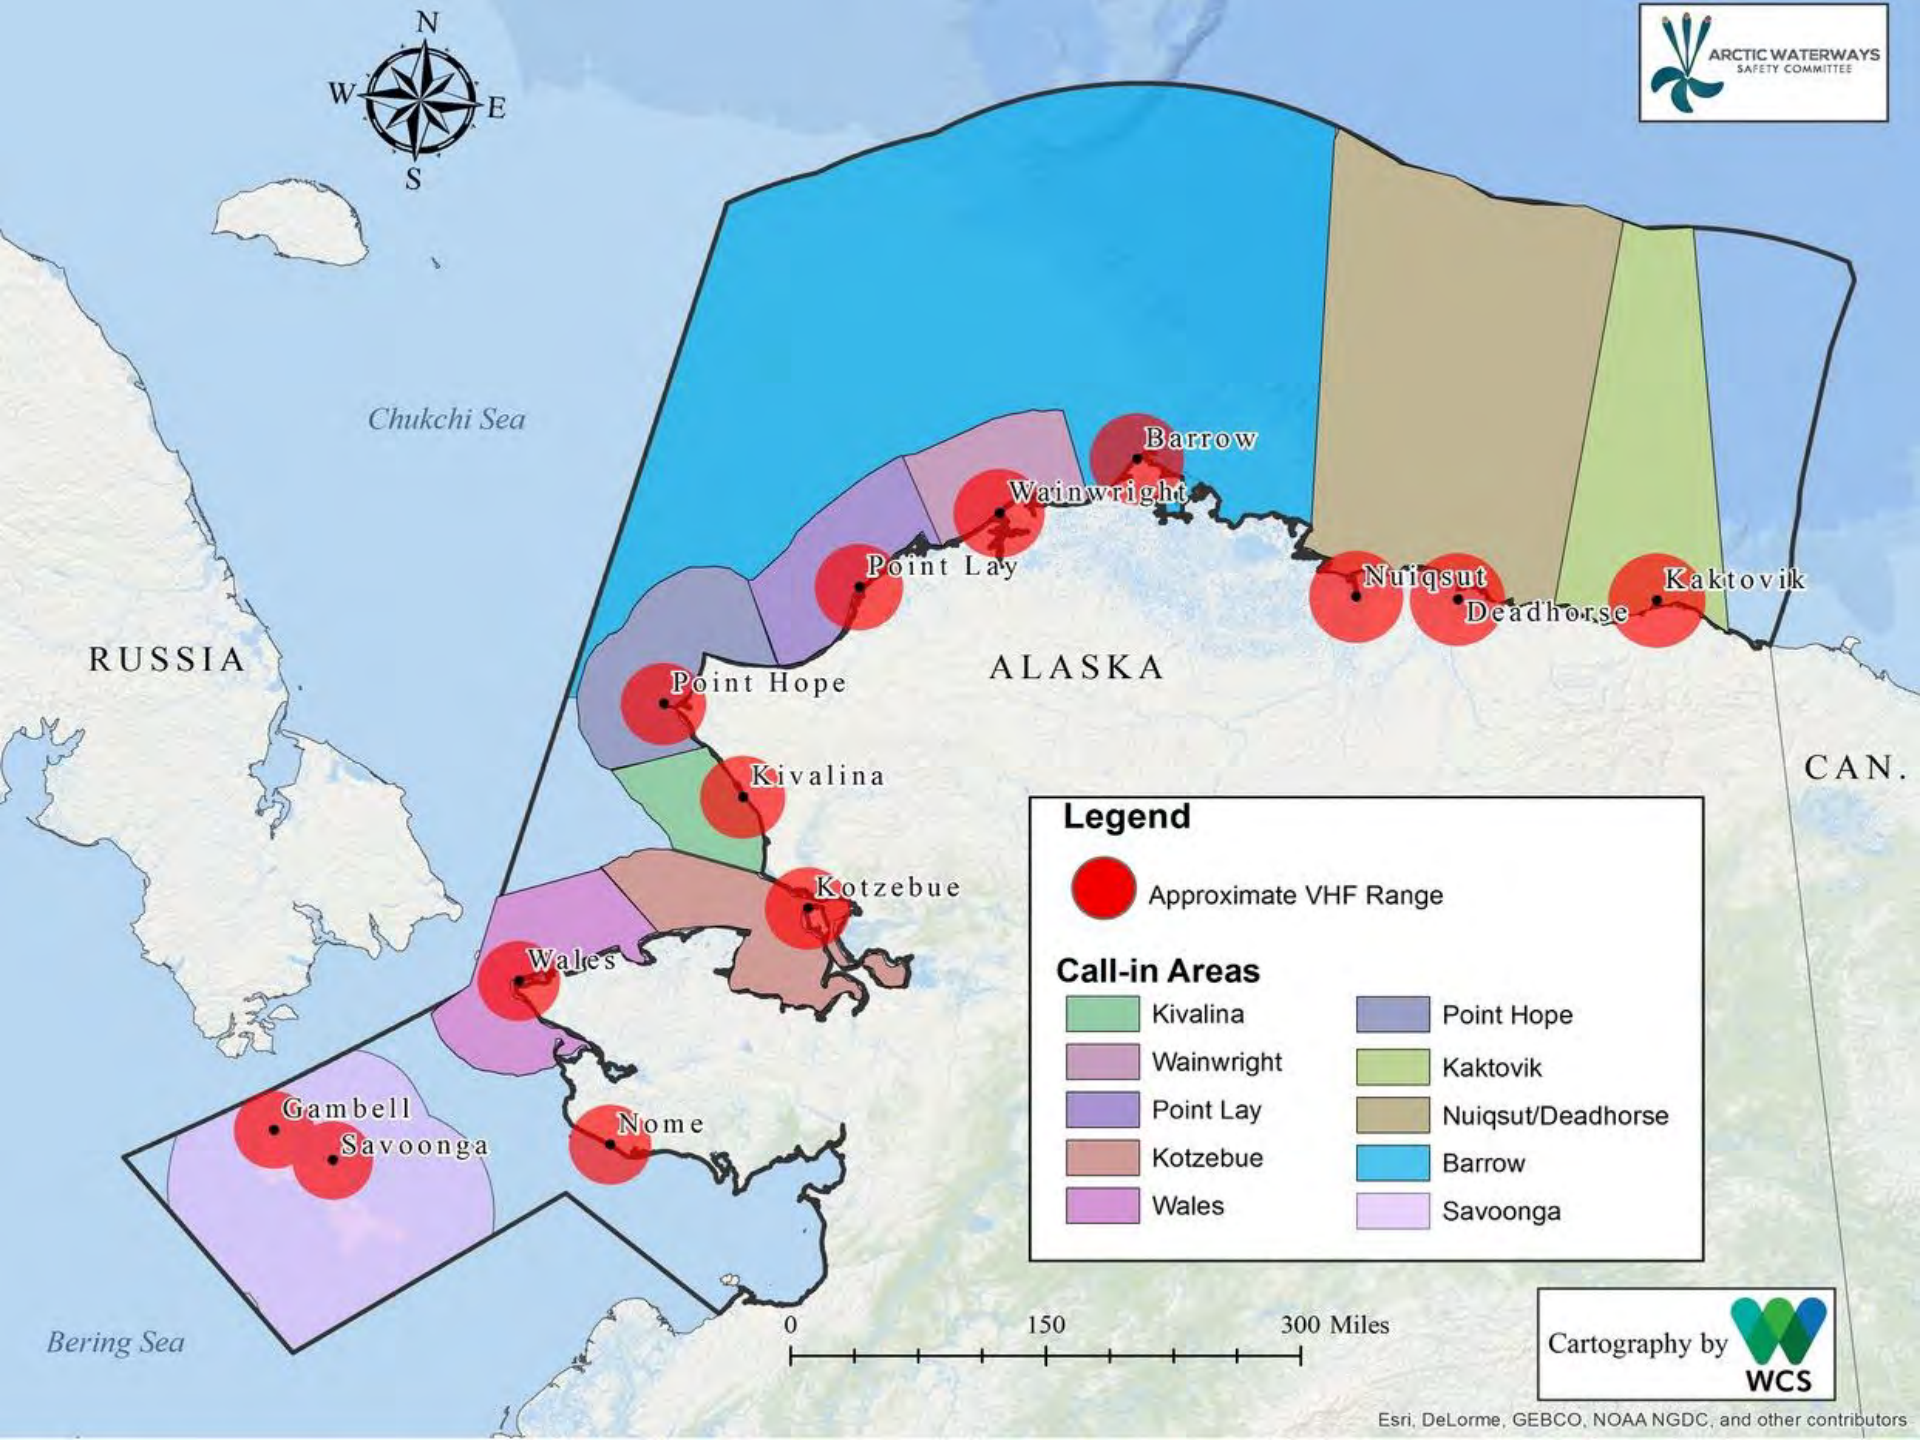 N
W
E
S
ARCTIC WATERWAYS
SAFETY COMMITTEE
Chukchi Sea
Barrow
Wainwright
Point Lay
Nuiqsut
Deadhorse
Kaktovik
RUSSIA
ALASKA
Point Hope
Kivalina
CAN.
Kotzebue
Wales
Gambell
Savoonga
Nome
Bering Sea
Legend
Approximate VHF Range
Call-in Areas
Kivalina
Wainwright
Point Lay
Kotzebue
Wales
Point Hope
Kaktovik
Nuiqsut/Deadhorse
Barrow
Savoonga
0 150 300 Miles
Cartography by
WCS
Esri, DeLorme, GEBCO, NOAA NGDC, and other contributors